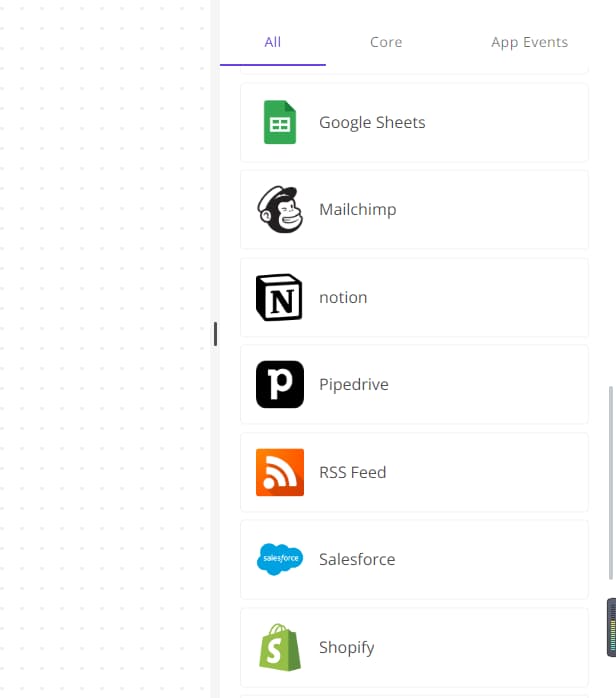 All
Core
App Events
Google Sheets
Mailchimp
N
notion
p
Pipedrive
RSS Feed
salesforce
Salesforce
S
Shopify